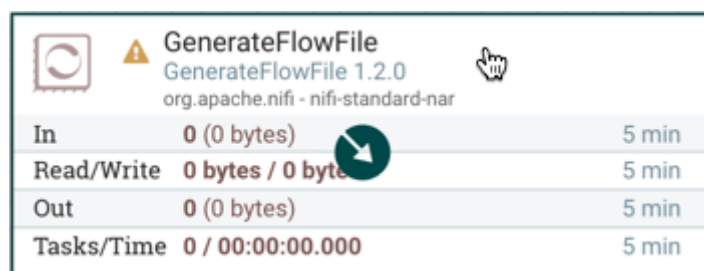 GenerateFlowFile
GenerateFlowFile 1.2.0
org.apache.nifi - nifi-standard-nar
In 0 (0 bytes) 5 min
Read/Write 0 bytes / 0 byte 5 min
Out 0 (0 bytes) 5 min
Tasks/Time 0 / 00:00:00.000 5 min